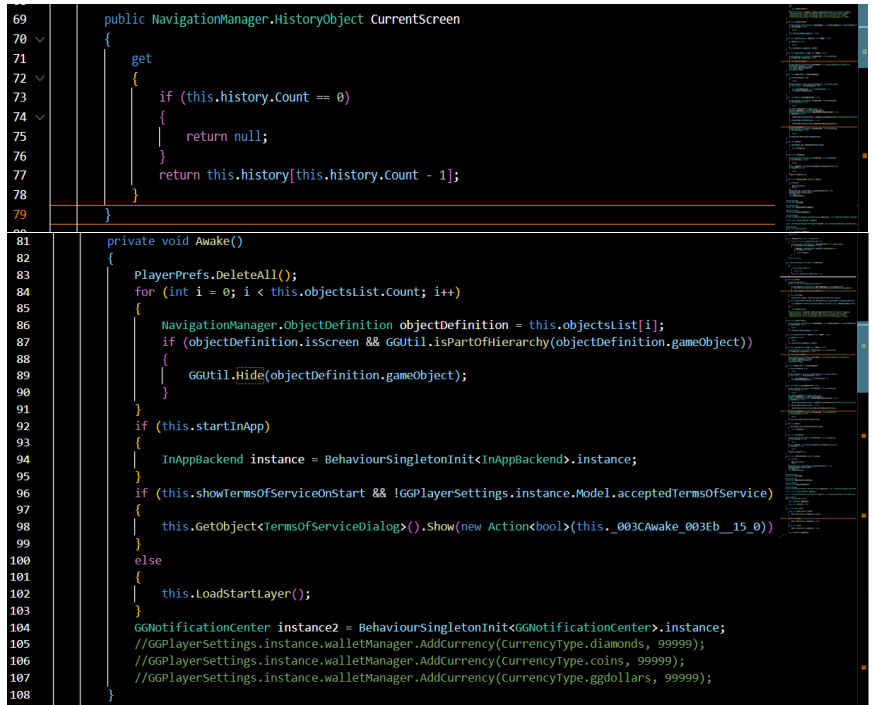 69 public NavigationManager.HistoryObject CurrentScreen
70 {
71 get
72 {
73 if (this.history.Count == 0)
74 {
75 return null;
76 }
77 return this.history[this.history.Count - 1];
78 }
79 }
81 private void Awake()
82 {
83 PlayerPrefs.DeleteAll();
84 for (int i = 0; i < this.objectsList.Count; i++)
85 {
86 NavigationManager.ObjectDefinition objectDefinition = this.objectsList[i];
87 if (objectDefinition.isScreen && GGUtil.isPartOfHierarchy(objectDefinition.gameObject))
88 {
89 GGUtil.Hide(objectDefinition.gameObject);
90 }
91 }
92 if (this.startInApp)
93 {
94 InAppBackend instance = BehaviourSingletonInit<InAppBackend>.instance;
95 }
96 if (this.showTermsOfServiceOnStart && !GGPlayerSettings.instance.Model.acceptedTermsOfService)
97 {
98 this.GetObject<TermsOfServiceDialog>().Show(new Action<bool>(this._003CAwake_003Eb__15_0))
99 }
100 else
101 {
102 this.LoadStartLayer();
103 }
104 GGNotificationCenter instance2 = BehaviourSingletonInit<GGNotificationCenter>.instance;
105 //GGPlayerSettings.instance.walletManager.AddCurrency(CurrencyType.diamonds, 99999);
106 //GGPlayerSettings.instance.walletManager.AddCurrency(CurrencyType.coins, 99999);
107 //GGPlayerSettings.instance.walletManager.AddCurrency(CurrencyType.ggdollars, 99999);
108 }